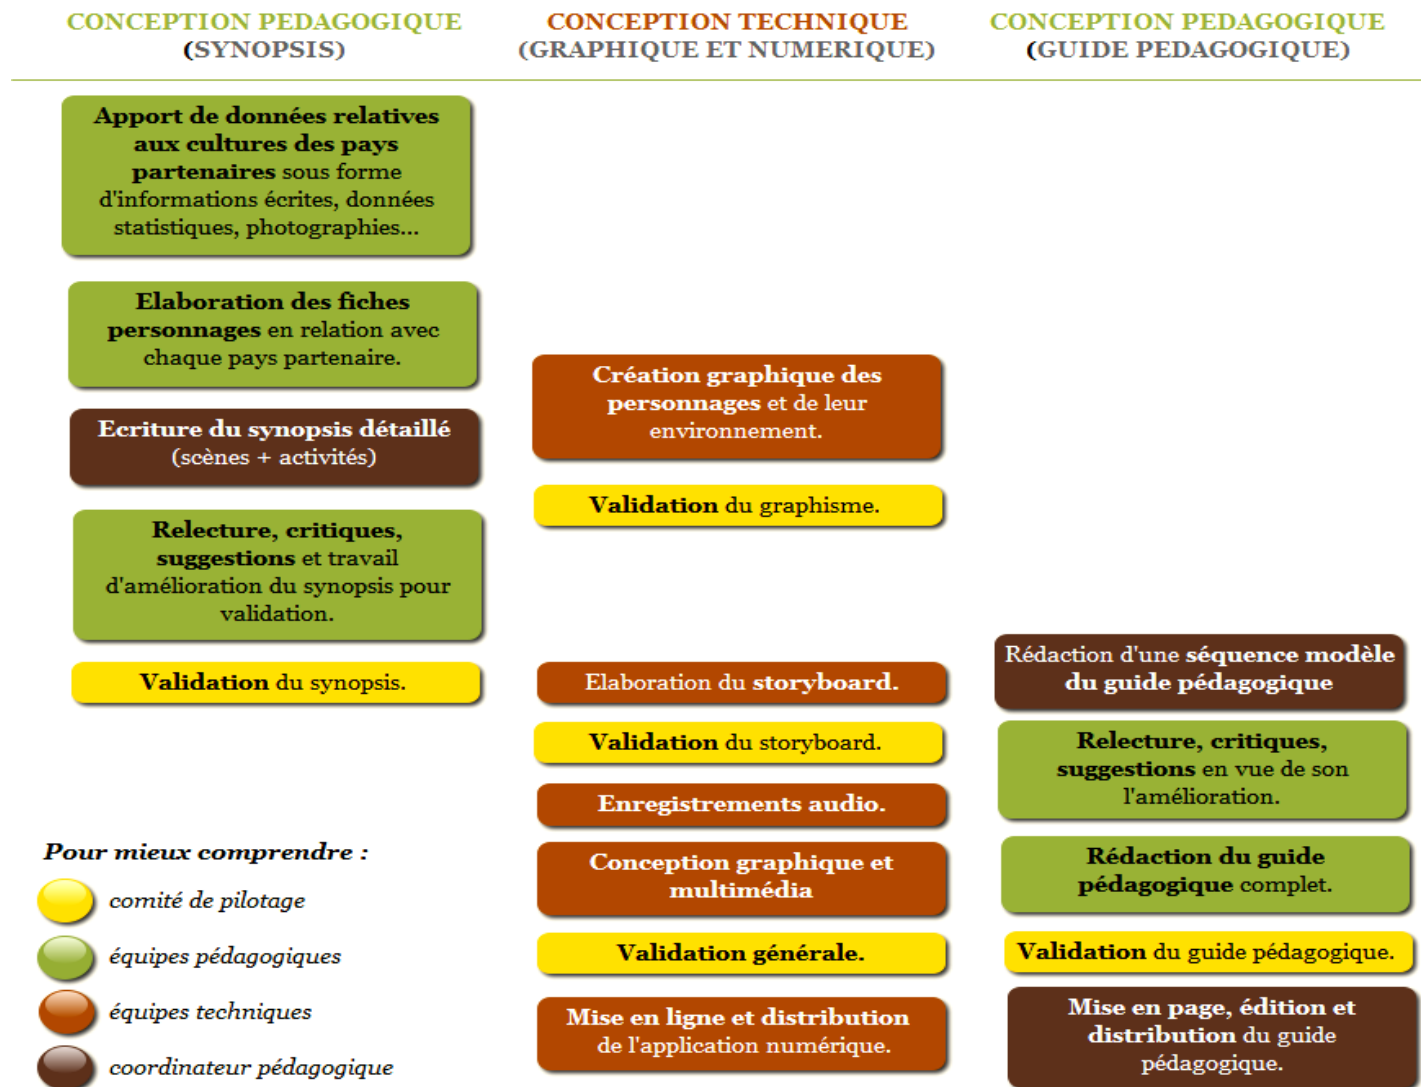 CONCEPTION PEDAGOGIQUE
(SYNOPSIS)
Apport de données relatives
aux cultures des pays
partenaires sous forme
d'informations écrites, données
statistiques, photographies...
Elaboration des fiches
personnages en relation avec
chaque pays partenaire.
Ecriture du synopsis détaillé
(scènes + activités)
Relecture, critiques,
suggestions et travail
d'amélioration du synopsis pour
validation.
Validation du synopsis.
CONCEPTION TECHNIQUE
(GRAPHIQUE ET NUMERIQUE)
Création graphique des
personnages et de leur
environnement.
Validation du graphisme.
Elaboration du storyboard.
Validation du storyboard.
Enregistrements audio.
Conception graphique et
multimédia
Validation générale.
Mise en ligne et distribution
de l'application numérique.
CONCEPTION PEDAGOGIQUE
(GUIDE PEDAGOGIQUE)
Rédaction d'une séquence modèle
du guide pédagogique
Relecture, critiques,
suggestions en vue de son
l'amélioration.
Rédaction du guide
pédagogique complet.
Validation du guide pédagogique.
Mise en page, édition et
distribution du guide
pédagogique.
Pour mieux comprendre :
comité de pilotage
équipes pédagogiques
équipes techniques
coordinateur pédagogique